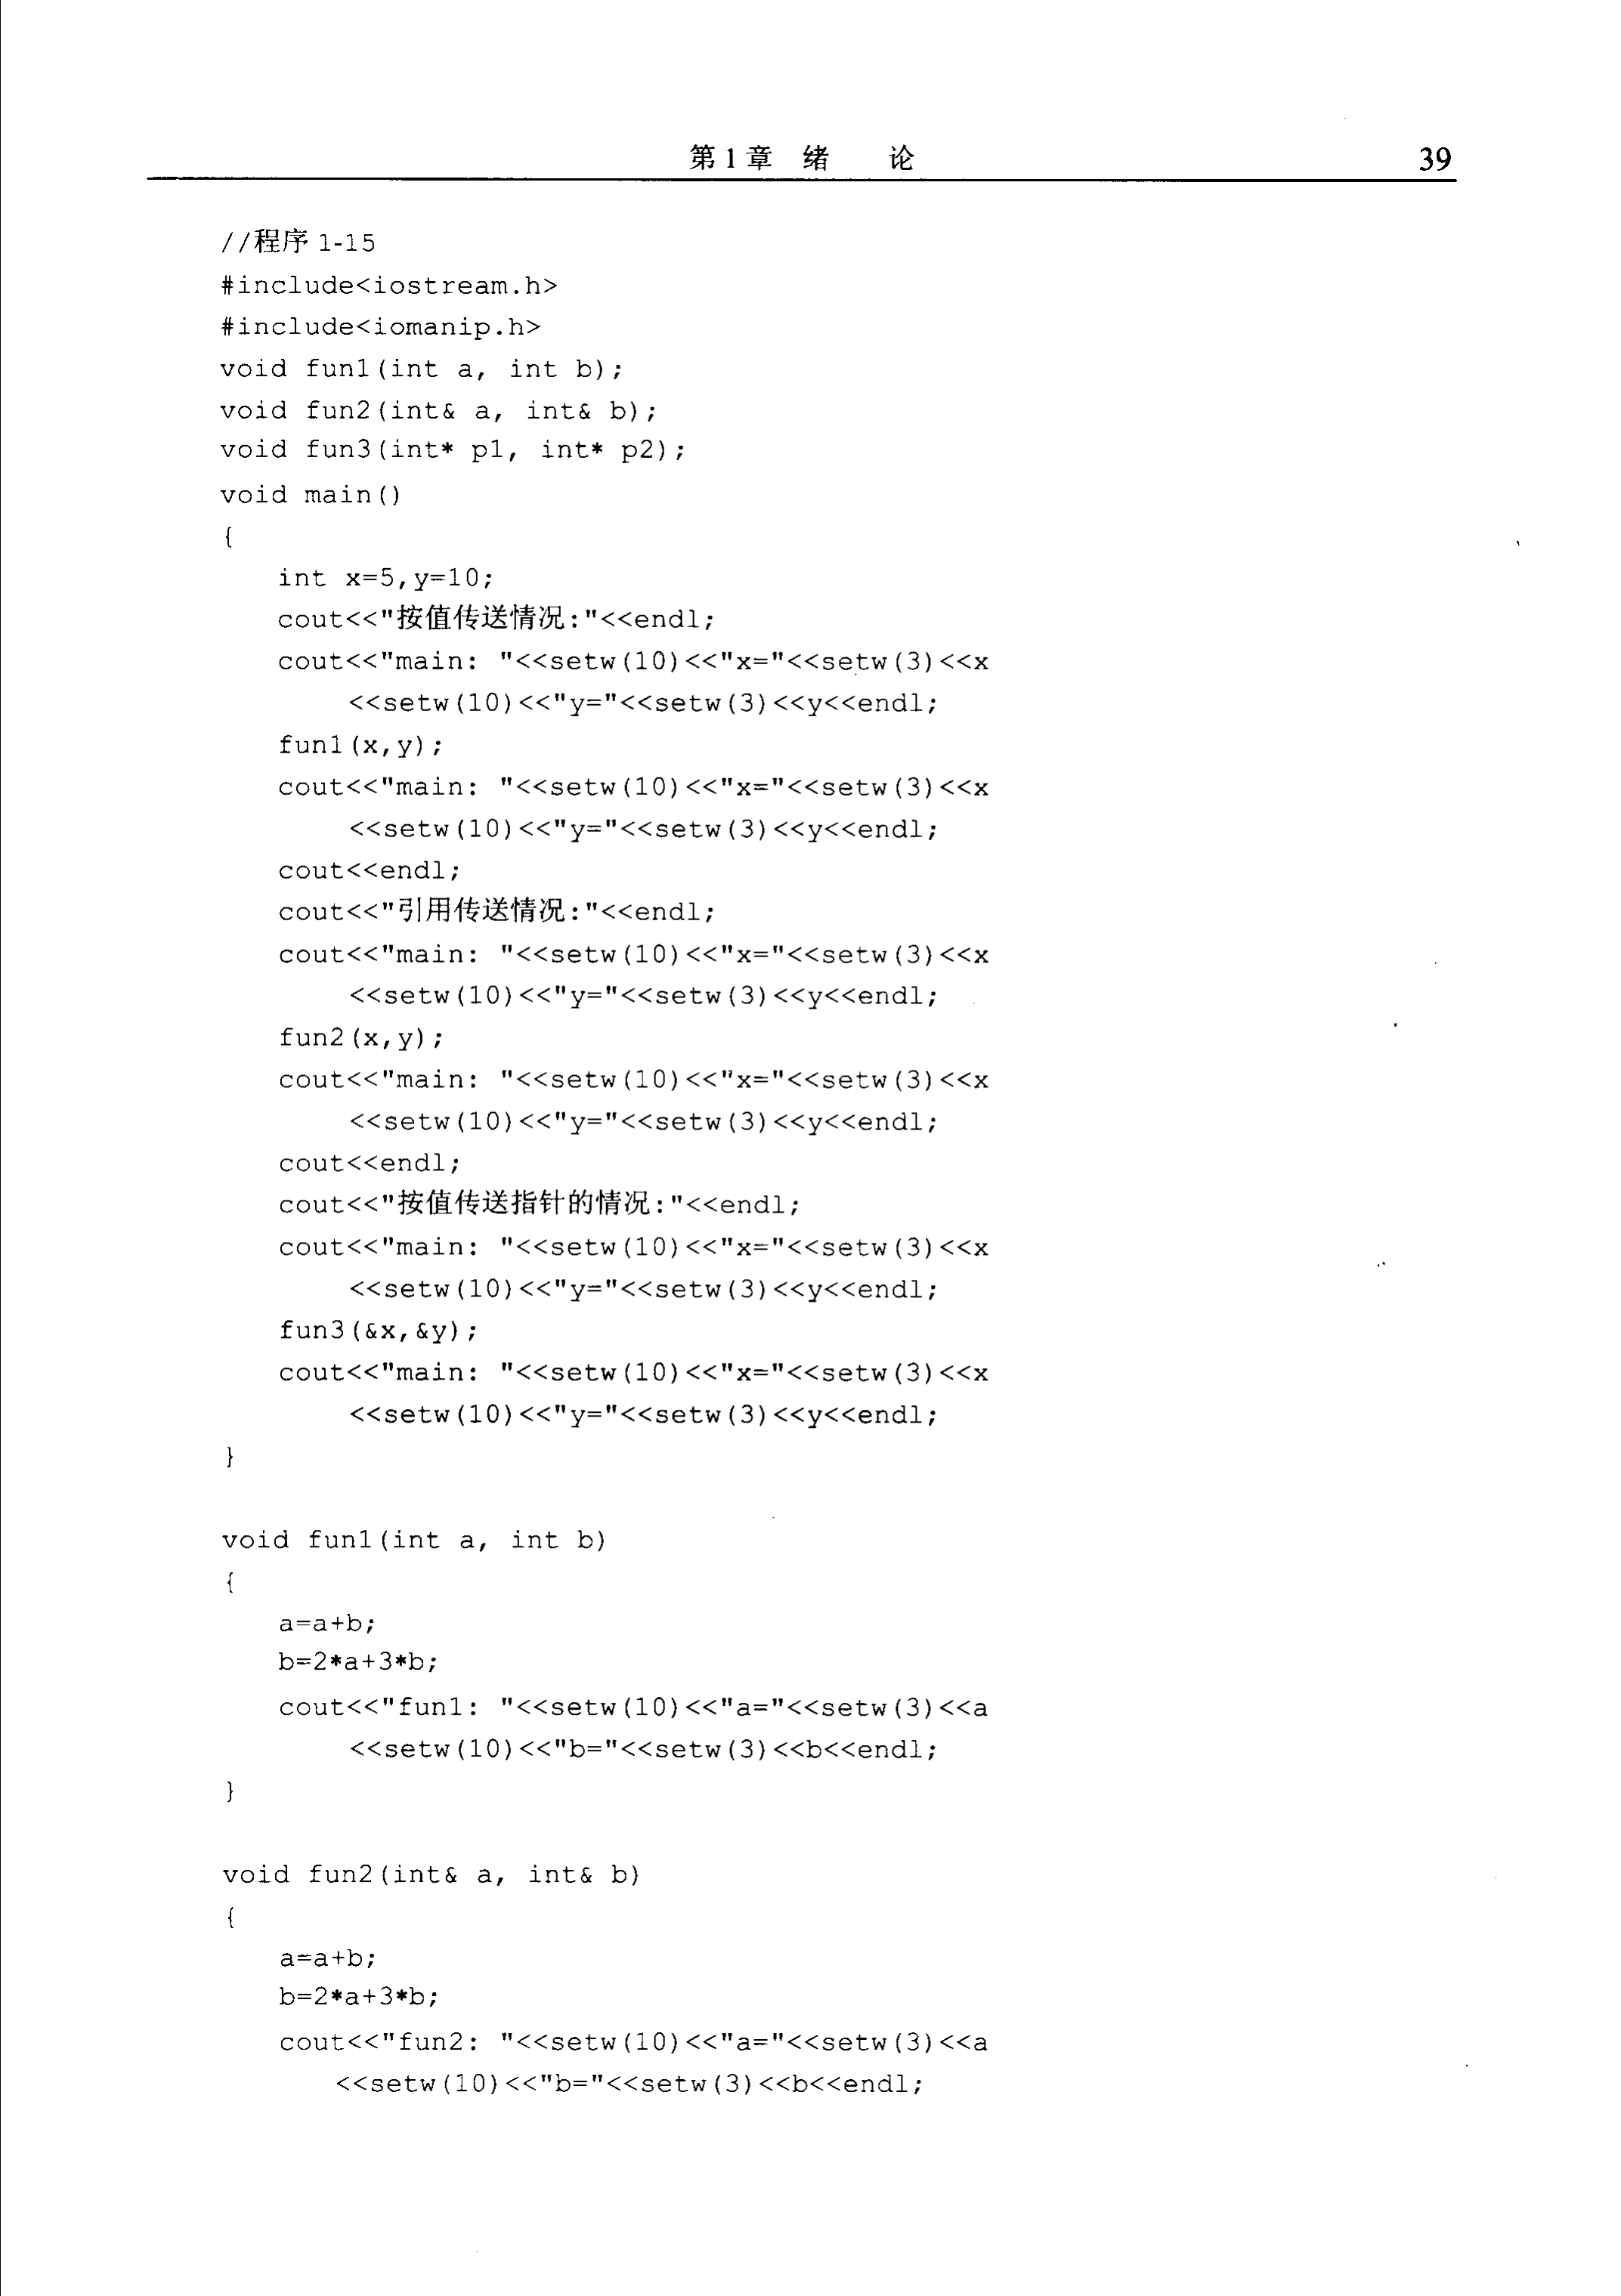 第1章 绪 论 39
//程序 1-15
#include<iostream.h>
#include<iomanip.h>
void fun1(int a, int b);
void fun2(int& a, int& b);
void fun3(int* p1, int* p2);
void main()
{
    int x=5,y=10;
    cout<<"按值传送情况:"<<endl;
    cout<<"main: "<<setw(10)<<"x="<<setw(3)<<x
        <<setw(10)<<"y="<<setw(3)<<y<<endl;
    fun1(x,y);
    cout<<"main: "<<setw(10)<<"x="<<setw(3)<<x
        <<setw(10)<<"y="<<setw(3)<<y<<endl;
    cout<<endl;
    cout<<"引用传送情况:"<<endl;
    cout<<"main: "<<setw(10)<<"x="<<setw(3)<<x
        <<setw(10)<<"y="<<setw(3)<<y<<endl;
    fun2(x,y);
    cout<<"main: "<<setw(10)<<"x="<<setw(3)<<x
        <<setw(10)<<"y="<<setw(3)<<y<<endl;
    cout<<endl;
    cout<<"按值传送指针的情况:"<<endl;
    cout<<"main: "<<setw(10)<<"x="<<setw(3)<<x
        <<setw(10)<<"y="<<setw(3)<<y<<endl;
    fun3(&x,&y);
    cout<<"main: "<<setw(10)<<"x="<<setw(3)<<x
        <<setw(10)<<"y="<<setw(3)<<y<<endl;
}
void fun1(int a, int b)
{
    a=a+b;
    b=2*a+3*b;
    cout<<"fun1: "<<setw(10)<<"a="<<setw(3)<<a
        <<setw(10)<<"b="<<setw(3)<<b<<endl;
}
void fun2(int& a, int& b)
{
    a=a+b;
    b=2*a+3*b;
    cout<<"fun2: "<<setw(10)<<"a="<<setw(3)<<a
       <<setw(10)<<"b="<<setw(3)<<b<<endl;